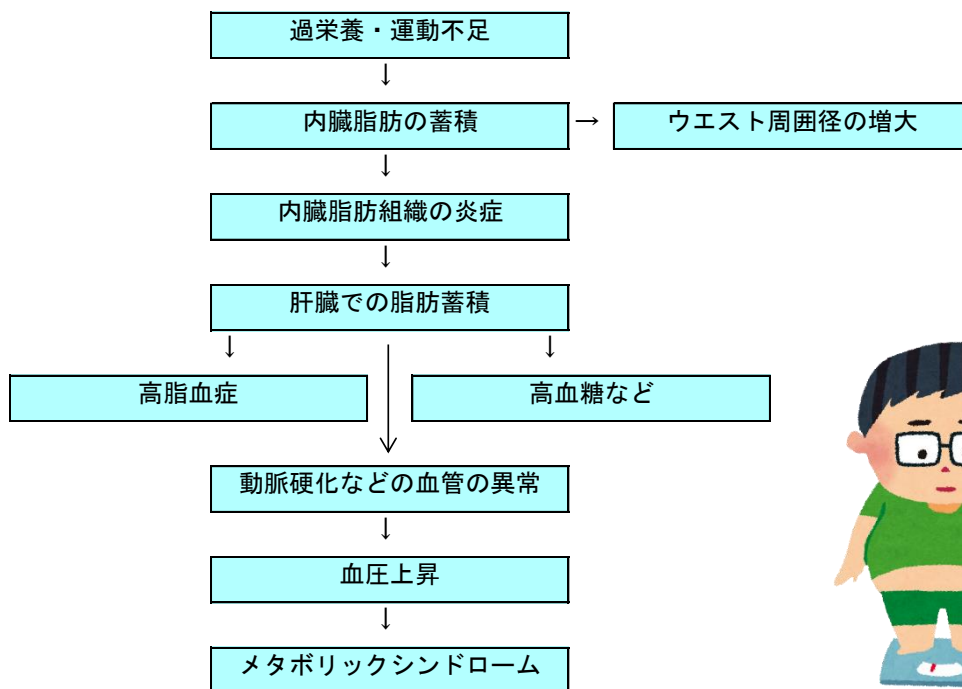 過栄養・運動不足
↓
内臓脂肪の蓄積 → ウエスト周囲径の増大
↓
内臓脂肪組織の炎症
↓
肝臓での脂肪蓄積
↓ ↓ ↓
高脂血症 高血糖など
動脈硬化などの血管の異常
↓
血圧上昇
↓
メタボリックシンドローム